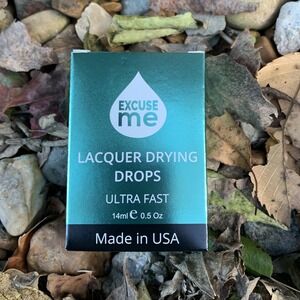 EXCUSE
me
LACQUER DRYING
DROPS
ULTRA FAST
14ml ℮ 0.5 Oz
Made in USA